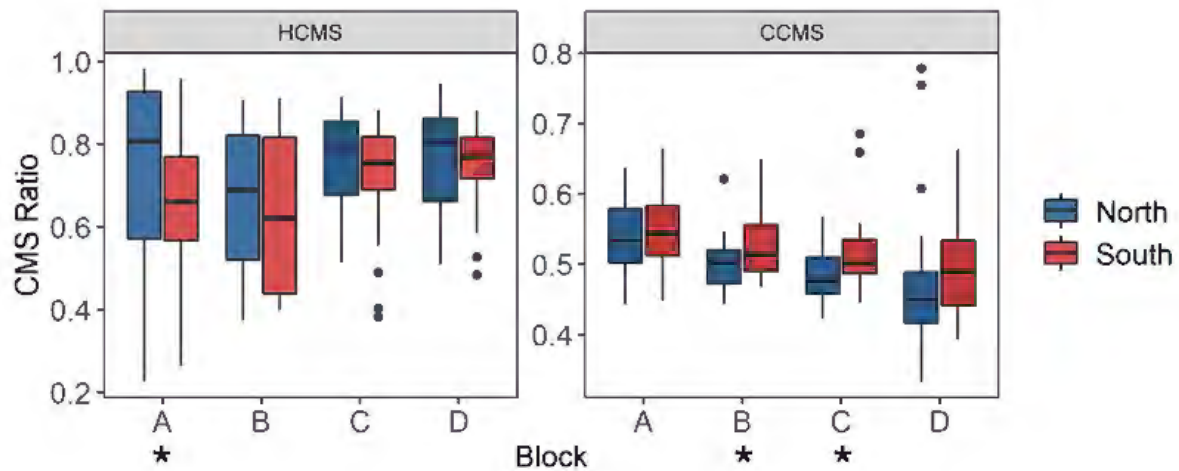 HCMS
CCMS
CMS Ratio
1.0
0.8
0.6
0.4
0.2
0.8
0.7
0.6
0.5
0.4
A B C D
A B C D
* Block * *
North
South